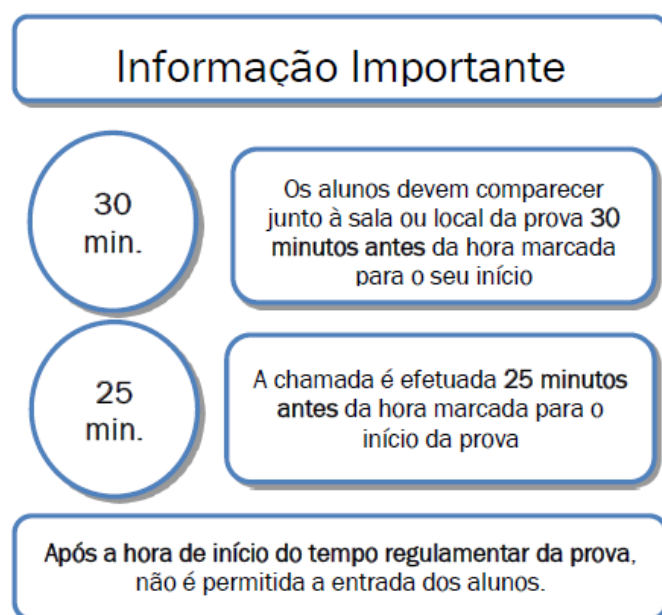 Informação Importante
30
min.
Os alunos devem comparecer
junto à sala ou local da prova 30
minutos antes da hora marcada
para o seu início
25
min.
A chamada é efetuada 25 minutos
antes da hora marcada para o
início da prova
Após a hora de início do tempo regulamentar da prova,
não é permitida a entrada dos alunos.